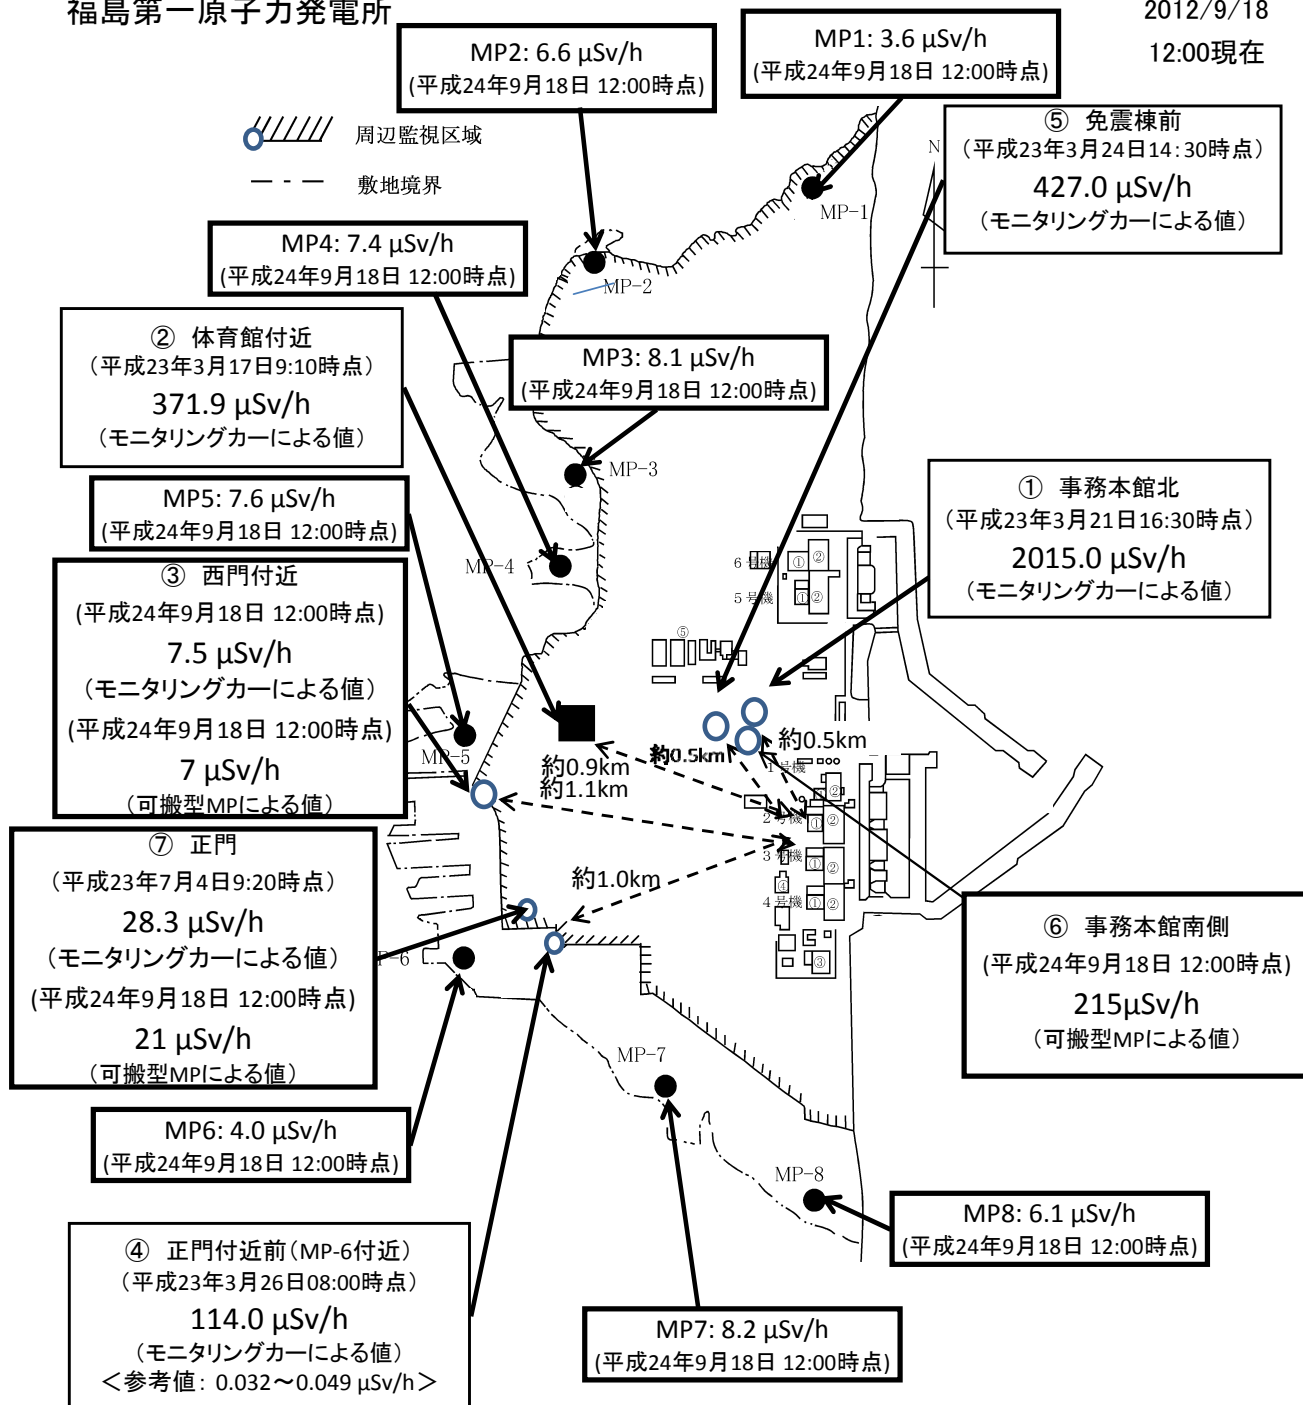 福島第一原子力発電所
2012/9/18
12:00現在
MP2: 6.6 μSv/h
(平成24年9月18日 12:00時点)
MP1: 3.6 μSv/h
(平成24年9月18日 12:00時点)
周辺監視区域
敷地境界
⑤ 免震棟前
(平成23年3月24日14:30時点)
427.0 μSv/h
(モニタリングカーによる値)
N
MP-1
MP4: 7.4 μSv/h
(平成24年9月18日 12:00時点)
MP-2
② 体育館付近
(平成23年3月17日9:10時点)
371.9 μSv/h
(モニタリングカーによる値)
MP3: 8.1 μSv/h
(平成24年9月18日 12:00時点)
MP-3
MP5: 7.6 μSv/h
(平成24年9月18日 12:00時点)
① 事務本館北
(平成23年3月21日16:30時点)
2015.0 μSv/h
(モニタリングカーによる値)
MP-4
6号機
①
②
5号機
①
②
⑤
③ 西門付近
(平成24年9月18日 12:00時点)
7.5 μSv/h
(モニタリングカーによる値)
(平成24年9月18日 12:00時点)
7 μSv/h
(可搬型MPによる値)
MP-5
約0.9km
約1.1km
約0.5km
約0.5km
1号機
②
2号機
①
②
3号機
①
②
④
4号機
①
②
③
約1.0km
⑦ 正門
(平成23年7月4日9:20時点)
28.3 μSv/h
(モニタリングカーによる値)
(平成24年9月18日 12:00時点)
21 μSv/h
(可搬型MPによる値)
P-6
⑥ 事務本館南側
(平成24年9月18日 12:00時点)
215μSv/h
(可搬型MPによる値)
MP-7
MP6: 4.0 μSv/h
(平成24年9月18日 12:00時点)
MP-8
MP8: 6.1 μSv/h
(平成24年9月18日 12:00時点)
④ 正門付近前(MP-6付近)
(平成23年3月26日08:00時点)
114.0 μSv/h
(モニタリングカーによる値)
<参考値: 0.032～0.049 μSv/h>
MP7: 8.2 μSv/h
(平成24年9月18日 12:00時点)